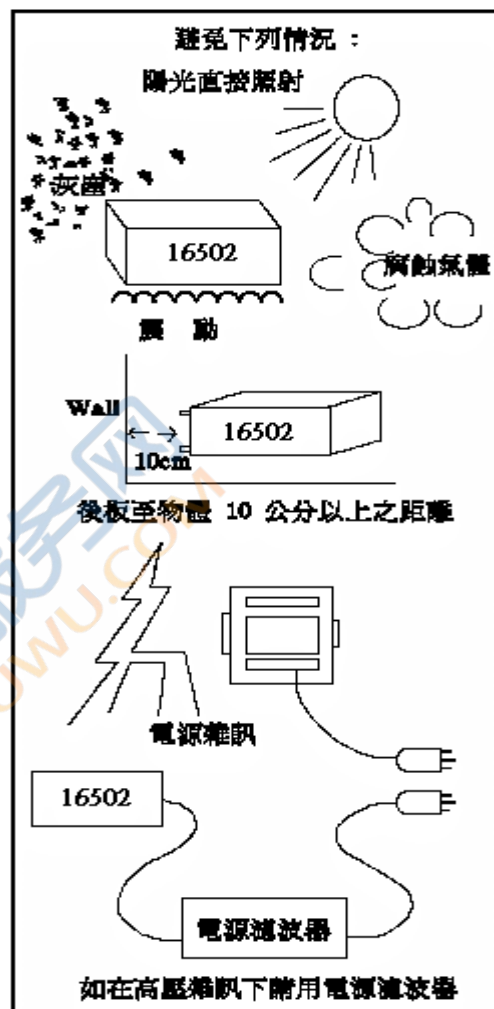 避免下列情況：
陽光直接照射
灰塵
16502
腐蝕氣體
震動
Wall
10cm
16502
後板至物體 10 公分以上之距離
電源雜訊
16502
電源濾波器
如在高壓雜訊下請用電源濾波器